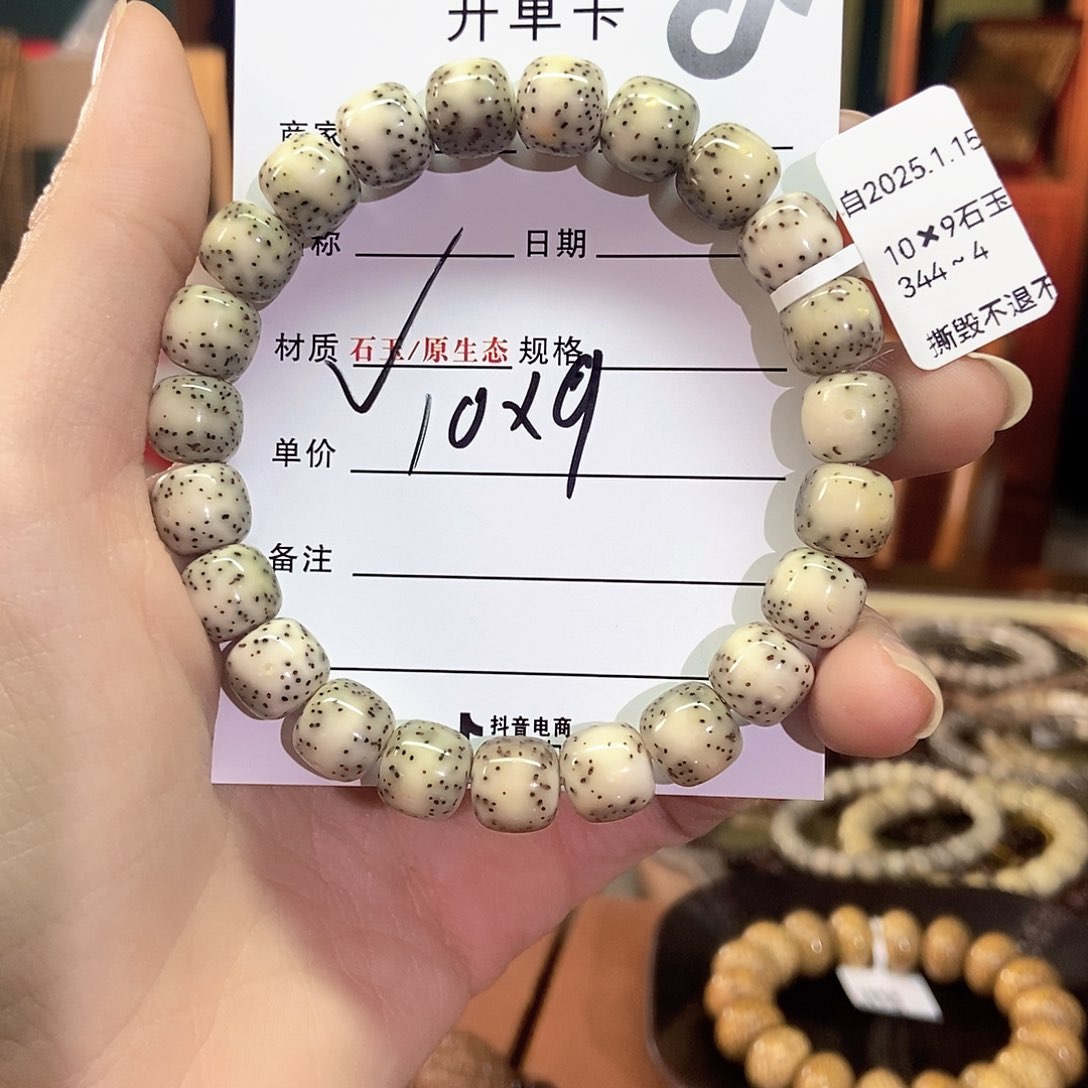 开单卡
商家
称 日期
材质 石玉/原生态 规格
10×9
单价
备注
抖音电商
自2025.1.15
10×9石玉
344~4
撕毁不退不